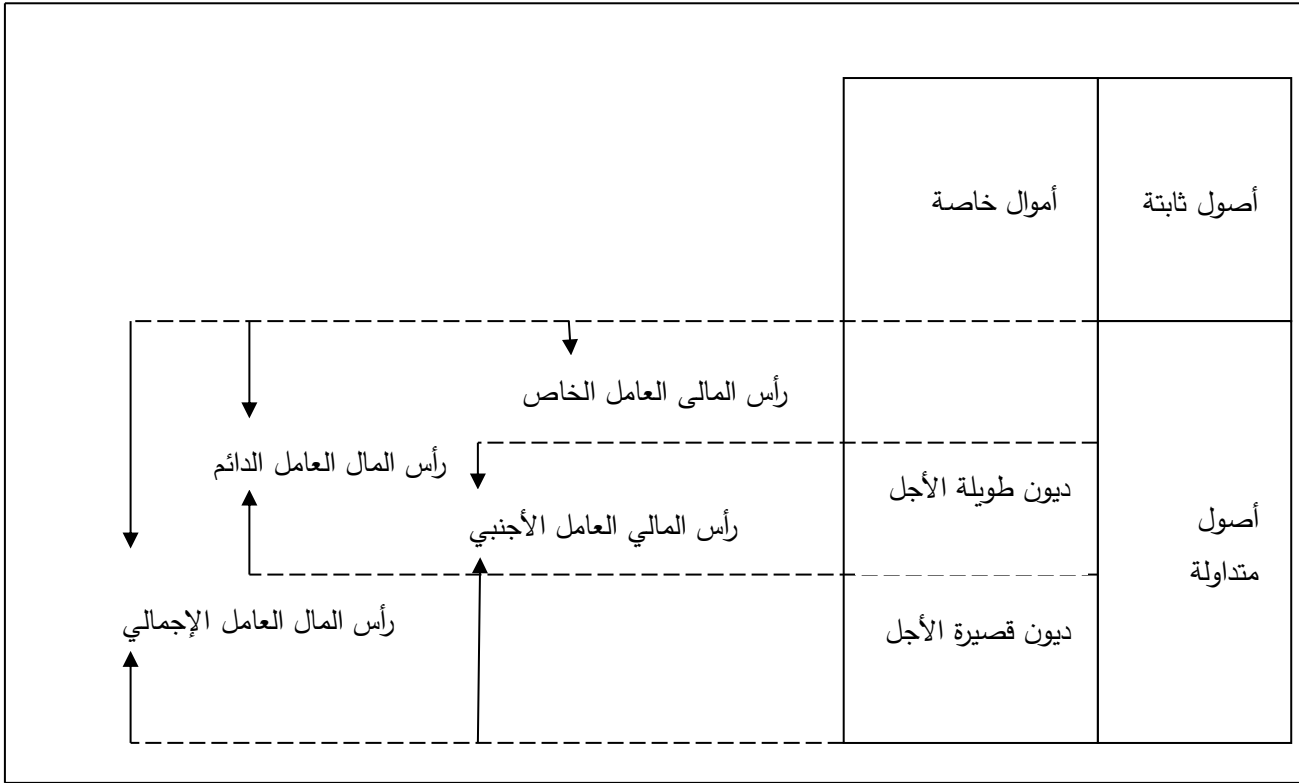 أصول ثابتة
أموال خاصة
رأس المالى العامل الخاص
رأس المال العامل الدائم
ديون طويلة الأجل
رأس المالي العامل الأجنبي
أصول
متداولة
رأس المال العامل الإجمالي
ديون قصيرة الأجل